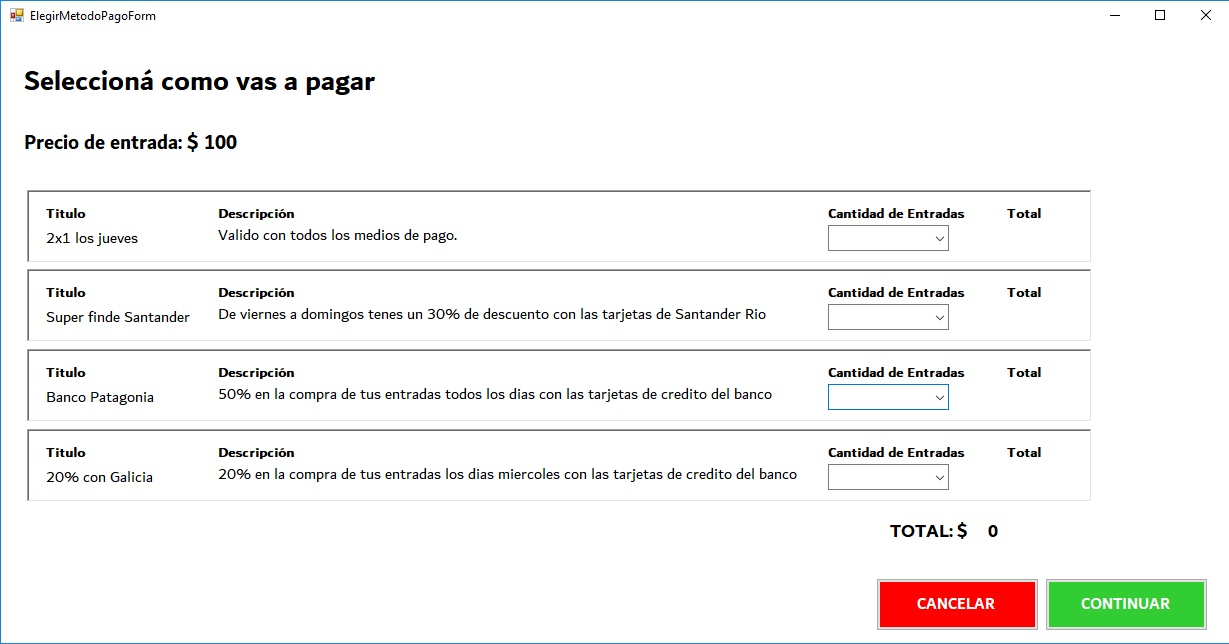 ElegirMetodoPagoForm
Seleccioná como vas a pagar
Precio de entrada: $ 100
Titulo Descripción Cantidad de Entradas Total
2x1 los jueves Valido con todos los medios de pago.
Titulo Descripción Cantidad de Entradas Total
Super finde Santander De viernes a domingos tenes un 30% de descuento con las tarjetas de Santander Rio
Titulo Descripción Cantidad de Entradas Total
Banco Patagonia 50% en la compra de tus entradas todos los dias con las tarjetas de credito del banco
Titulo Descripción Cantidad de Entradas Total
20% con Galicia 20% en la compra de tus entradas los dias miercoles con las tarjetas de credito del banco
TOTAL: $ 0
CANCELAR CONTINUAR